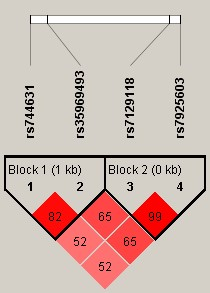 rs744631
rs35969493
rs7129118
rs7925603
Block 1 (1 kb)
Block 2 (0 kb)
1 2 3 4
82 65 99
52 65
52